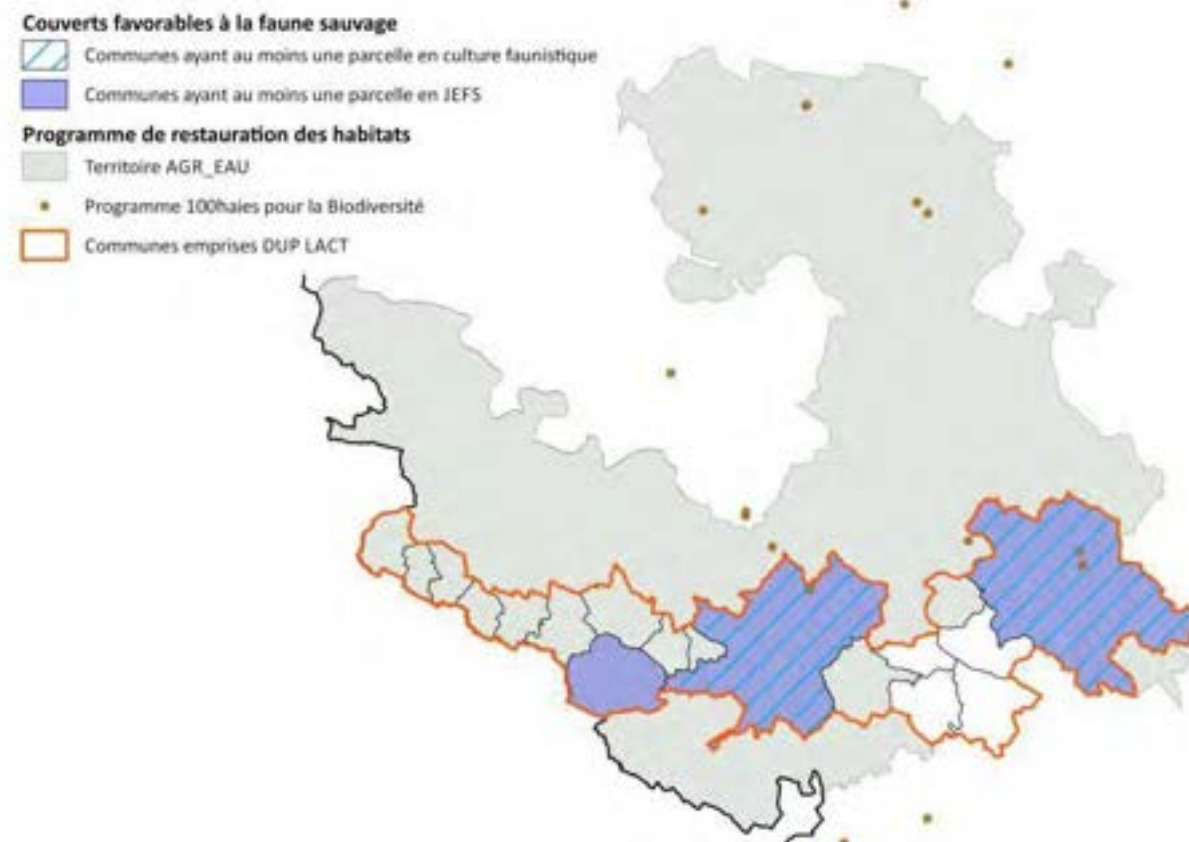 Couverts favorables à la faune sauvage
Communes ayant au moins une parcelle en culture faunistique
Communes ayant au moins une parcelle en JEFS
Programme de restauration des habitats
Territoire AGR_EAU
Programme 100haies pour la Biodiversité
Communes emprises DUP LACT